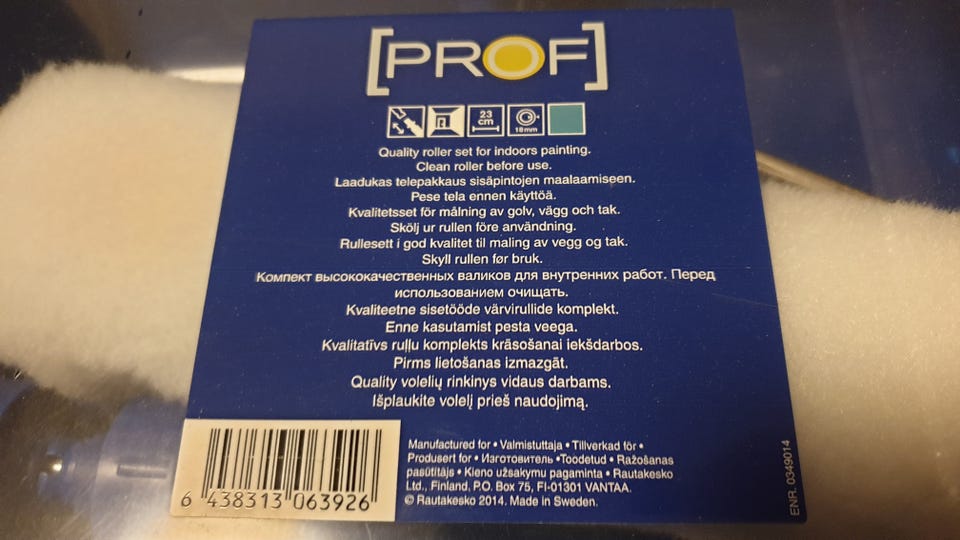 [PROF]
23
cm
18mm
Quality roller set for indoors painting.
Clean roller before use.
Laadukas telepakkaus sisäpintojen maalaamiseen.
Pese tela ennen käyttöä.
Kvalitetsset för målning av golv, vägg och tak.
Skölj ur rullen före användning.
Rullesett i god kvalitet til maling av vegg og tak.
Skyll rullen før bruk.
Компект высококачественных валиков для внутренних работ. Перед
использованием очищать.
Kvaliteetne sisetööde värvirullide komplekt.
Enne kasutamist pesta veega.
Kvalitatīvs ruļļu komplekts krāsošanai iekšdarbos.
Pirms lietošanas izmazgāt.
Quality volelių rinkinys vidaus darbams.
Išplaukite volelį prieš naudojimą.
Manufactured for • Valmistuttaja • Tillverkad för •
Produsert for • Изготовитель •Toodetud • Ražošanas
pasūtītājs • Kieno užsakymu pagaminta • Rautakesko
Ltd., Finland, P.O. Box 75, FI-01301 VANTAA.
© Rautakesko 2014. Made in Sweden.
6 438313 063926
ENR. 0349014